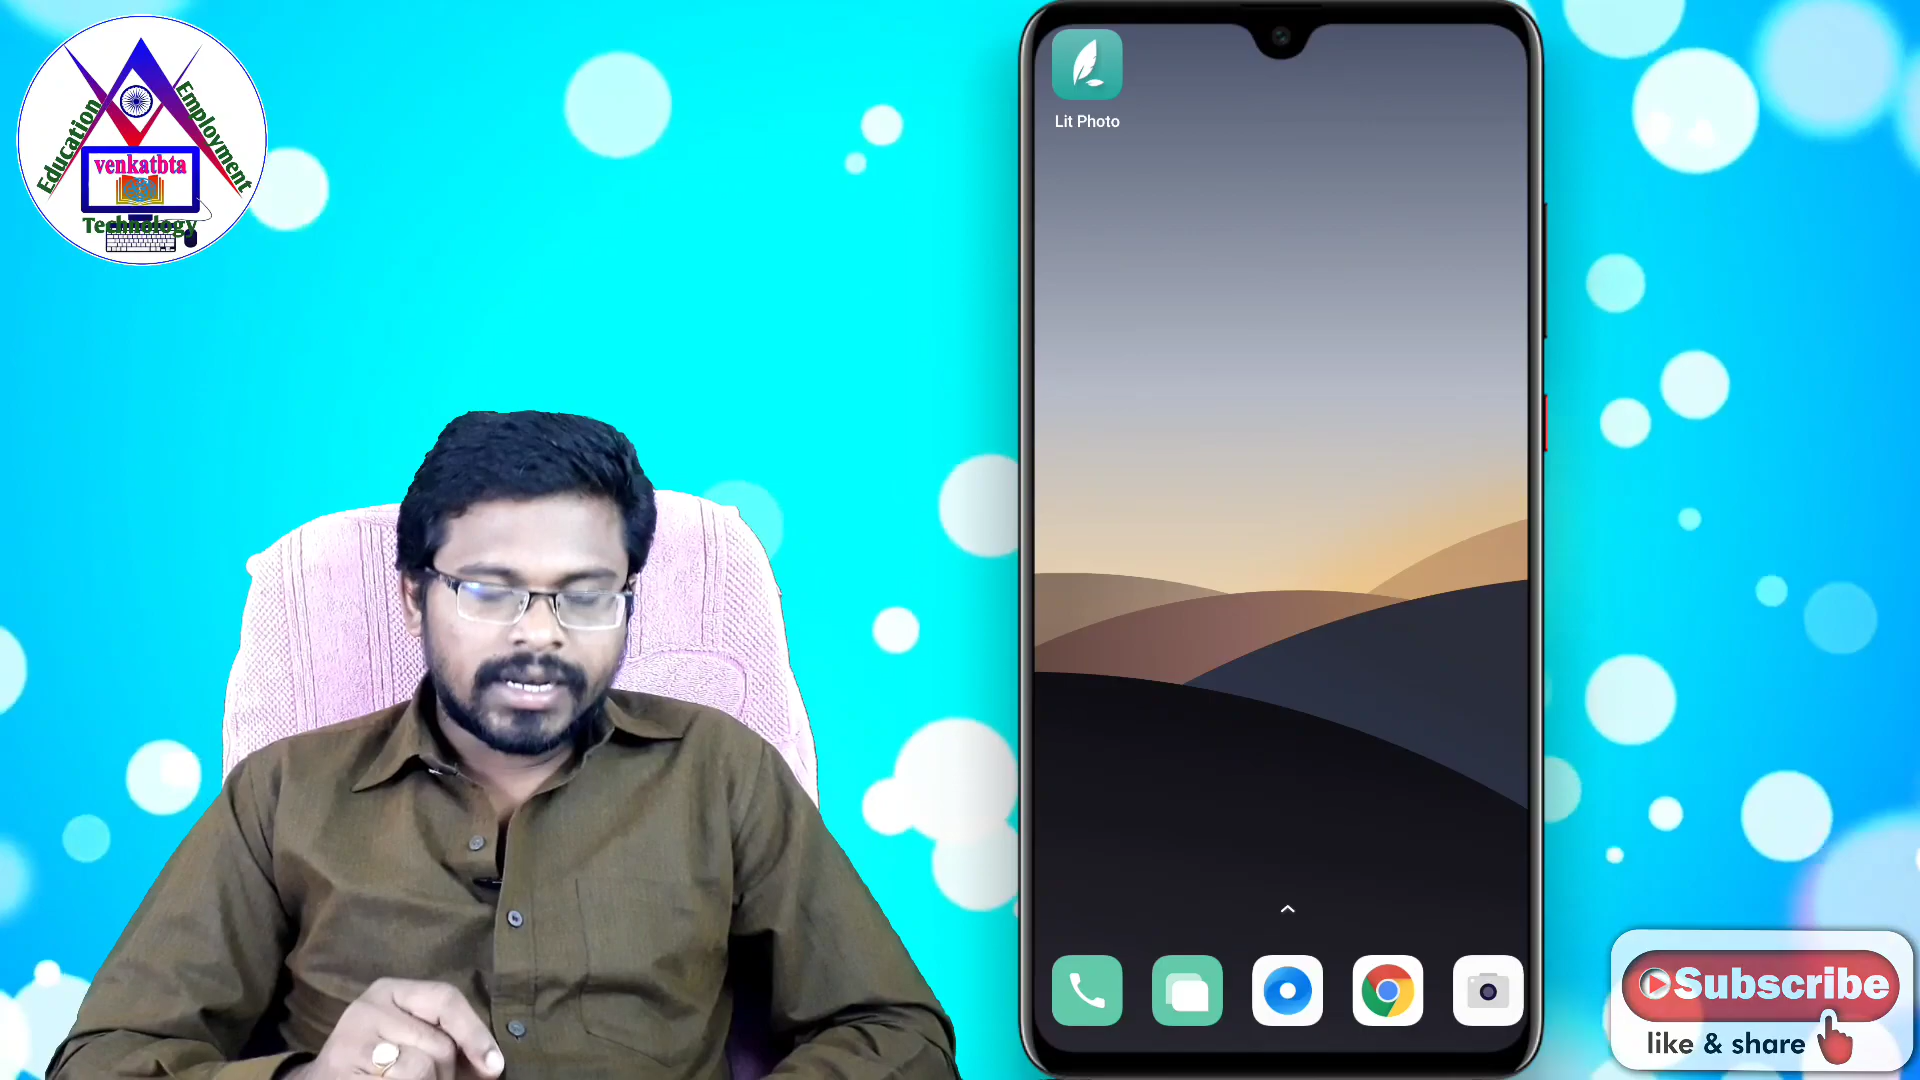 Education
Employment
venkatbta
Technology
Lit Photo
Subscribe
like & share